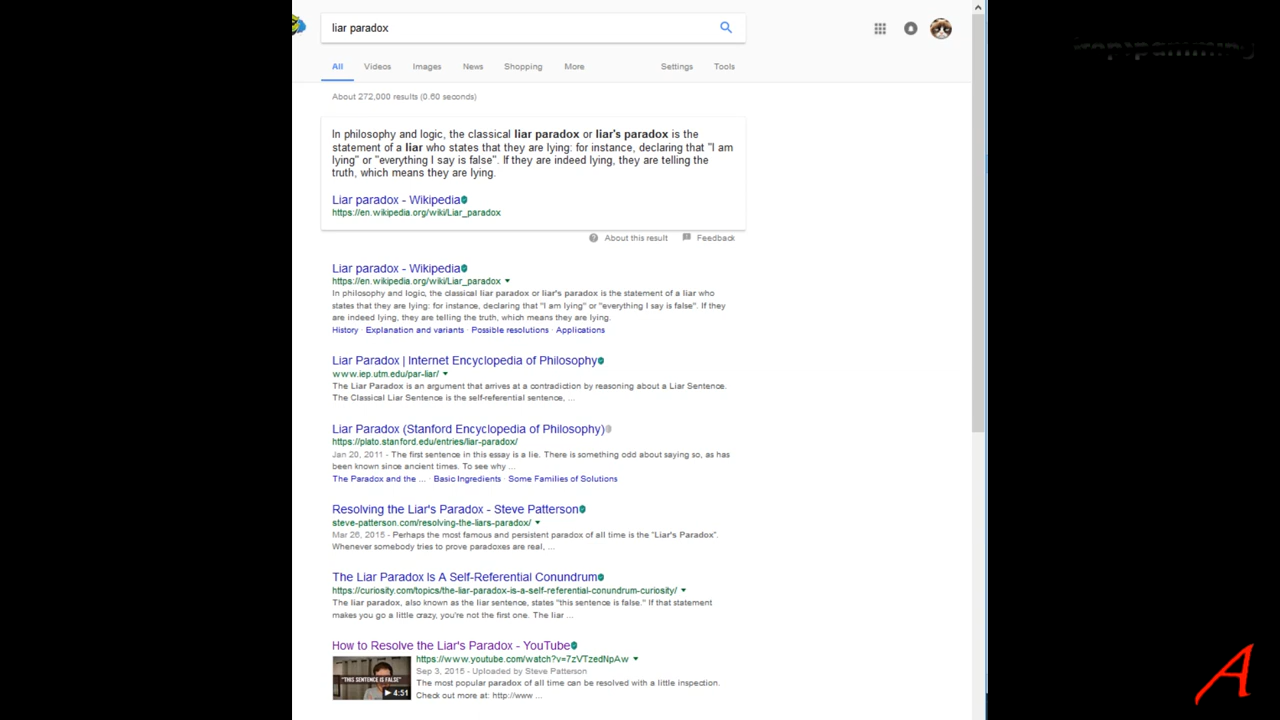 liar paradox
All Videos Images News Shopping More Settings Tools
About 272,000 results (0.60 seconds)
In philosophy and logic, the classical liar paradox or liar's paradox is the
statement of a liar who states that they are lying: for instance, declaring that "I am
lying" or "everything I say is false". If they are indeed lying, they are telling the
truth, which means they are lying.
Liar paradox - Wikipedia
https://en.wikipedia.org/wiki/Liar_paradox
About this result Feedback
Liar paradox - Wikipedia
https://en.wikipedia.org/wiki/Liar_paradox
In philosophy and logic, the classical liar paradox or liar's paradox is the statement of a liar who
states that they are lying: for instance, declaring that "I am lying" or "everything I say is false". If they
are indeed lying, they are telling the truth, which means they are lying.
History · Explanation and variants · Possible resolutions · Applications
Liar Paradox | Internet Encyclopedia of Philosophy
www.iep.utm.edu/par-liar/
The Liar Paradox is an argument that arrives at a contradiction by reasoning about a Liar Sentence.
The Classical Liar Sentence is the self-referential sentence, ...
Liar Paradox (Stanford Encyclopedia of Philosophy)
https://plato.stanford.edu/entries/liar-paradox/
Jan 20, 2011 - The first sentence in this essay is a lie. There is something odd about saying so, as has
been known since ancient times. To see why ...
The Paradox and the ... · Basic Ingredients · Some Families of Solutions
Resolving the Liar's Paradox - Steve Patterson
steve-patterson.com/resolving-the-liars-paradox/
Mar 26, 2015 - Perhaps the most famous and persistent paradox of all time is the "Liar's Paradox".
Whenever somebody tries to prove paradoxes are real, ...
The Liar Paradox Is A Self-Referential Conundrum
https://curiosity.com/topics/the-liar-paradox-is-a-self-referential-conundrum-curiosity/
The liar paradox, also known as the liar sentence, states "this sentence is false." If that statement
makes you go a little crazy, you're not the first one. The liar ...
How to Resolve the Liar's Paradox - YouTube
https://www.youtube.com/watch?v=7zVTzedNpAw
Sep 3, 2015 - Uploaded by Steve Patterson
The most popular paradox of all time can be resolved with a little inspection.
Check out more at: http://www ...
"THIS SENTENCE IS FALSE"
4:51
A